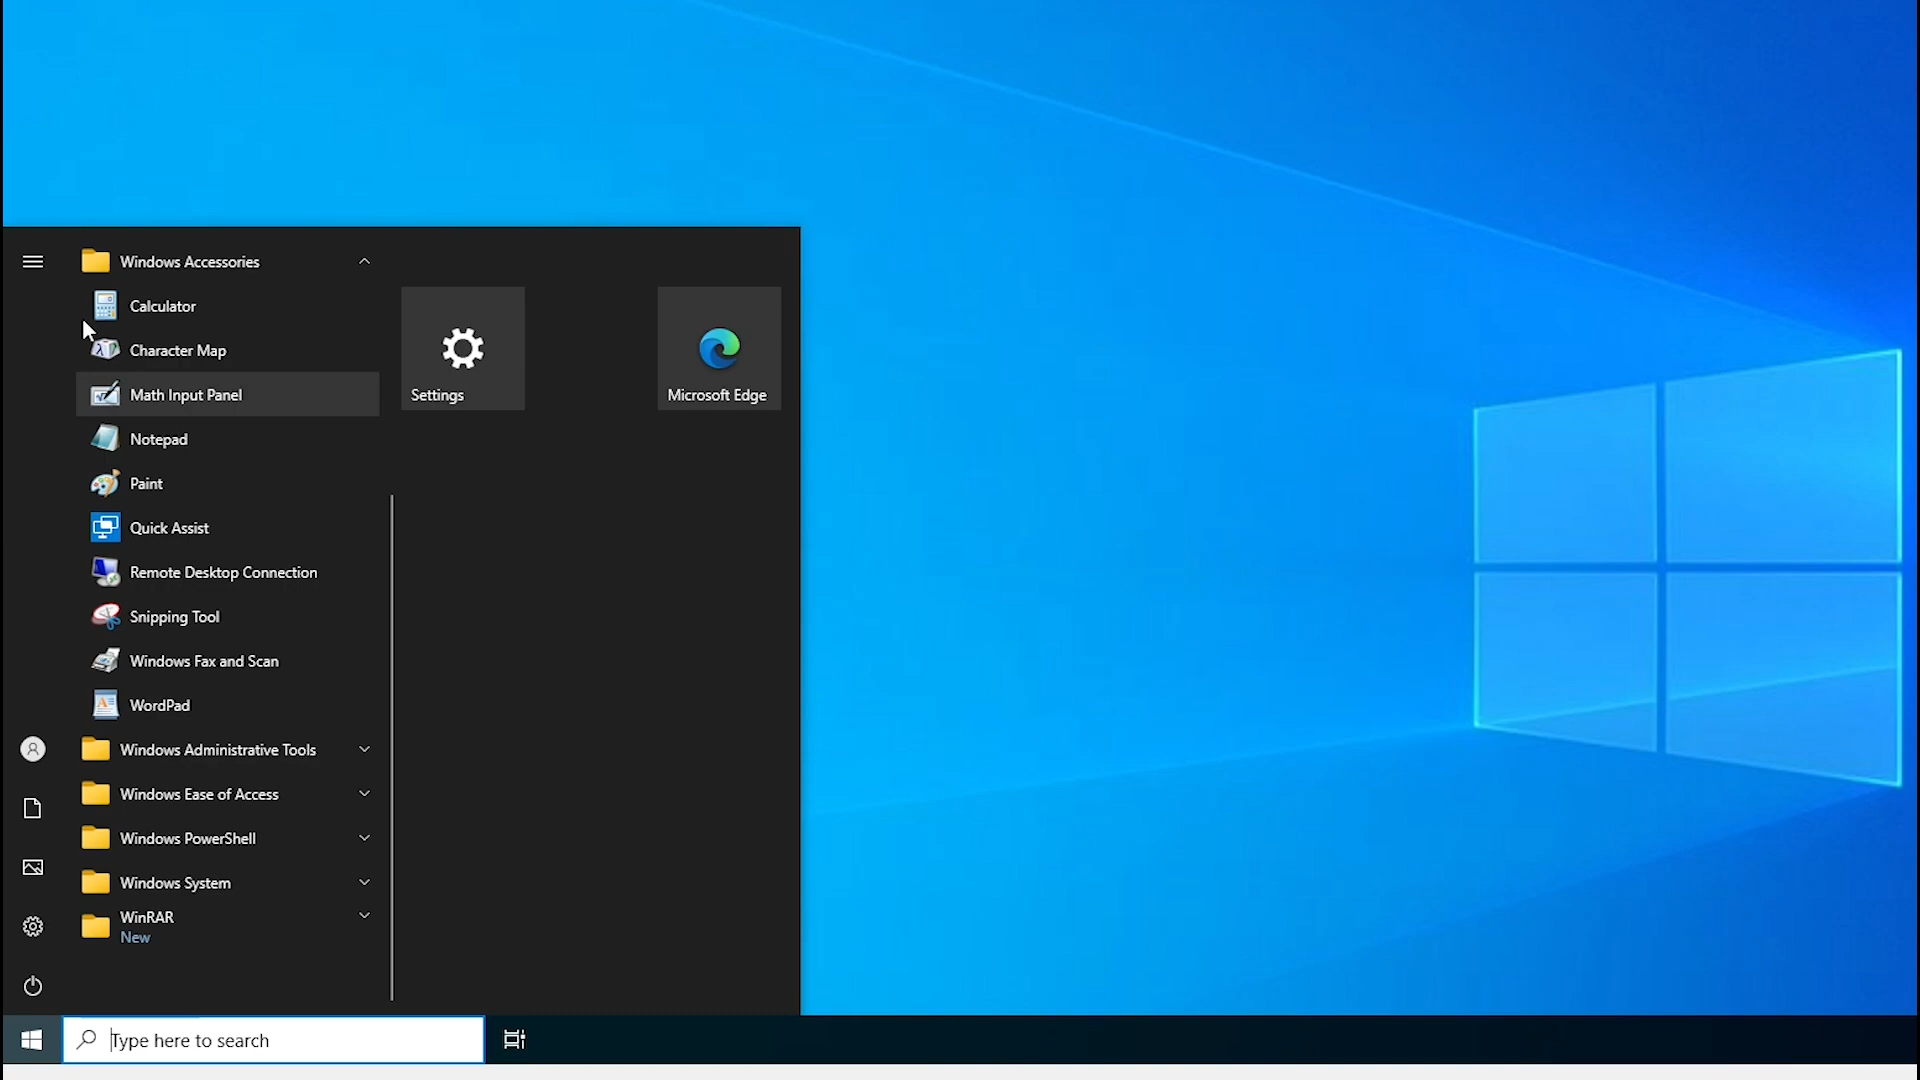 Windows Accessories
Calculator
Character Map
Math Input Panel
Notepad
Paint
Quick Assist
Remote Desktop Connection
Snipping Tool
Windows Fax and Scan
WordPad
Windows Administrative Tools
Windows Ease of Access
Windows PowerShell
Windows System
WinRAR
New
Settings
Microsoft Edge
Type here to search